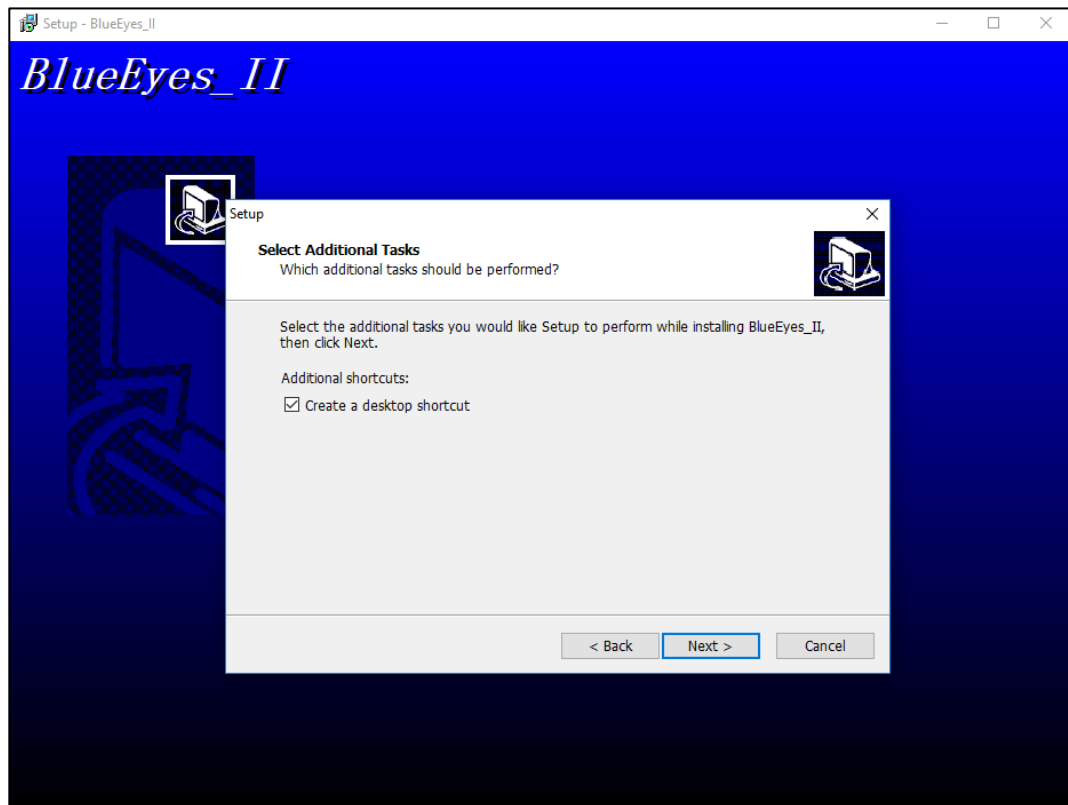 Setup - BlueEyes_II
BlueEyes_II
Setup
Select Additional Tasks
Which additional tasks should be performed?
Select the additional tasks you would like Setup to perform while installing BlueEyes_II,
then click Next.
Additional shortcuts:
Create a desktop shortcut
< Back Next > Cancel